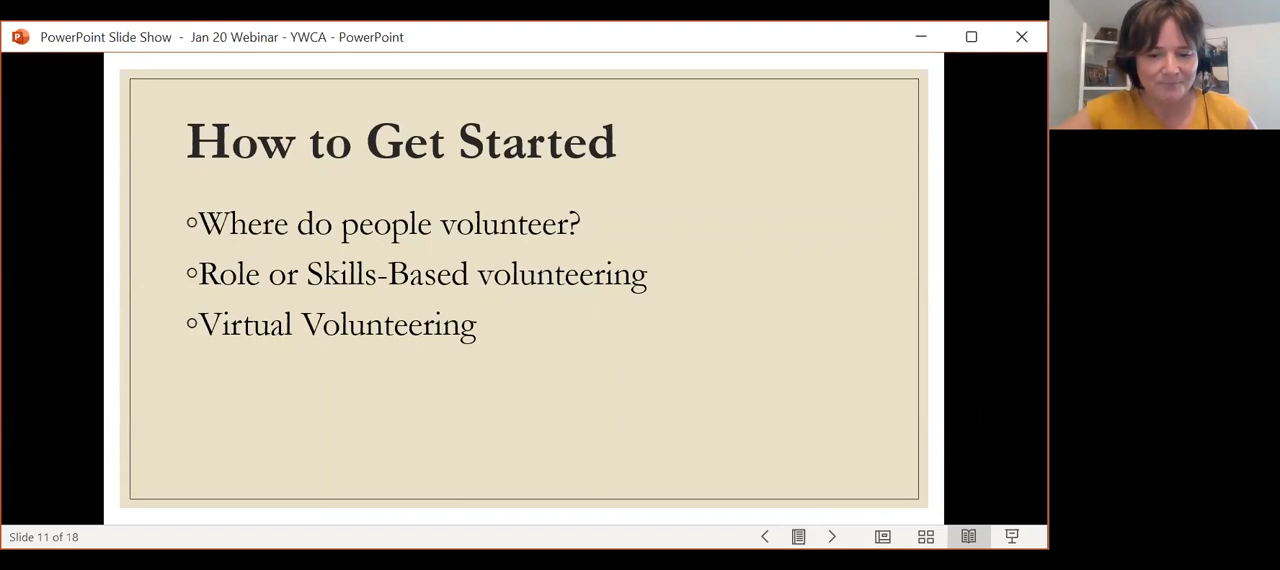 PowerPoint Slide Show - Jan 20 Webinar - YWCA - PowerPoint
How to Get Started
Where do people volunteer?
Role or Skills-Based volunteering
Virtual Volunteering
Slide 11 of 18